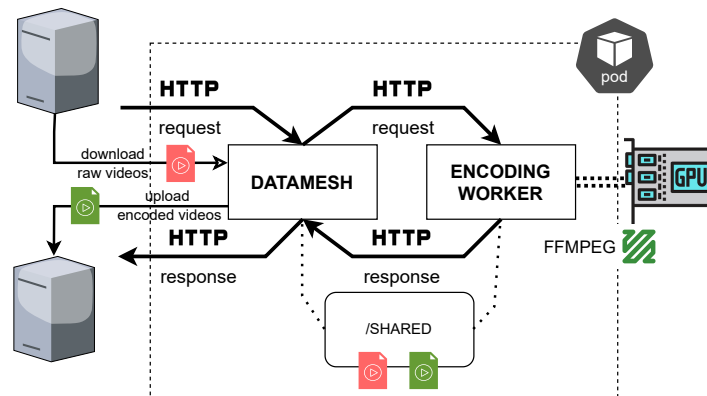 pod
HTTP
request
HTTP
request
download
raw videos
upload
encoded videos
DATAMESH
ENCODING
WORKER
GPU
HTTP
response
HTTP
response
FFMPEG
/SHARED